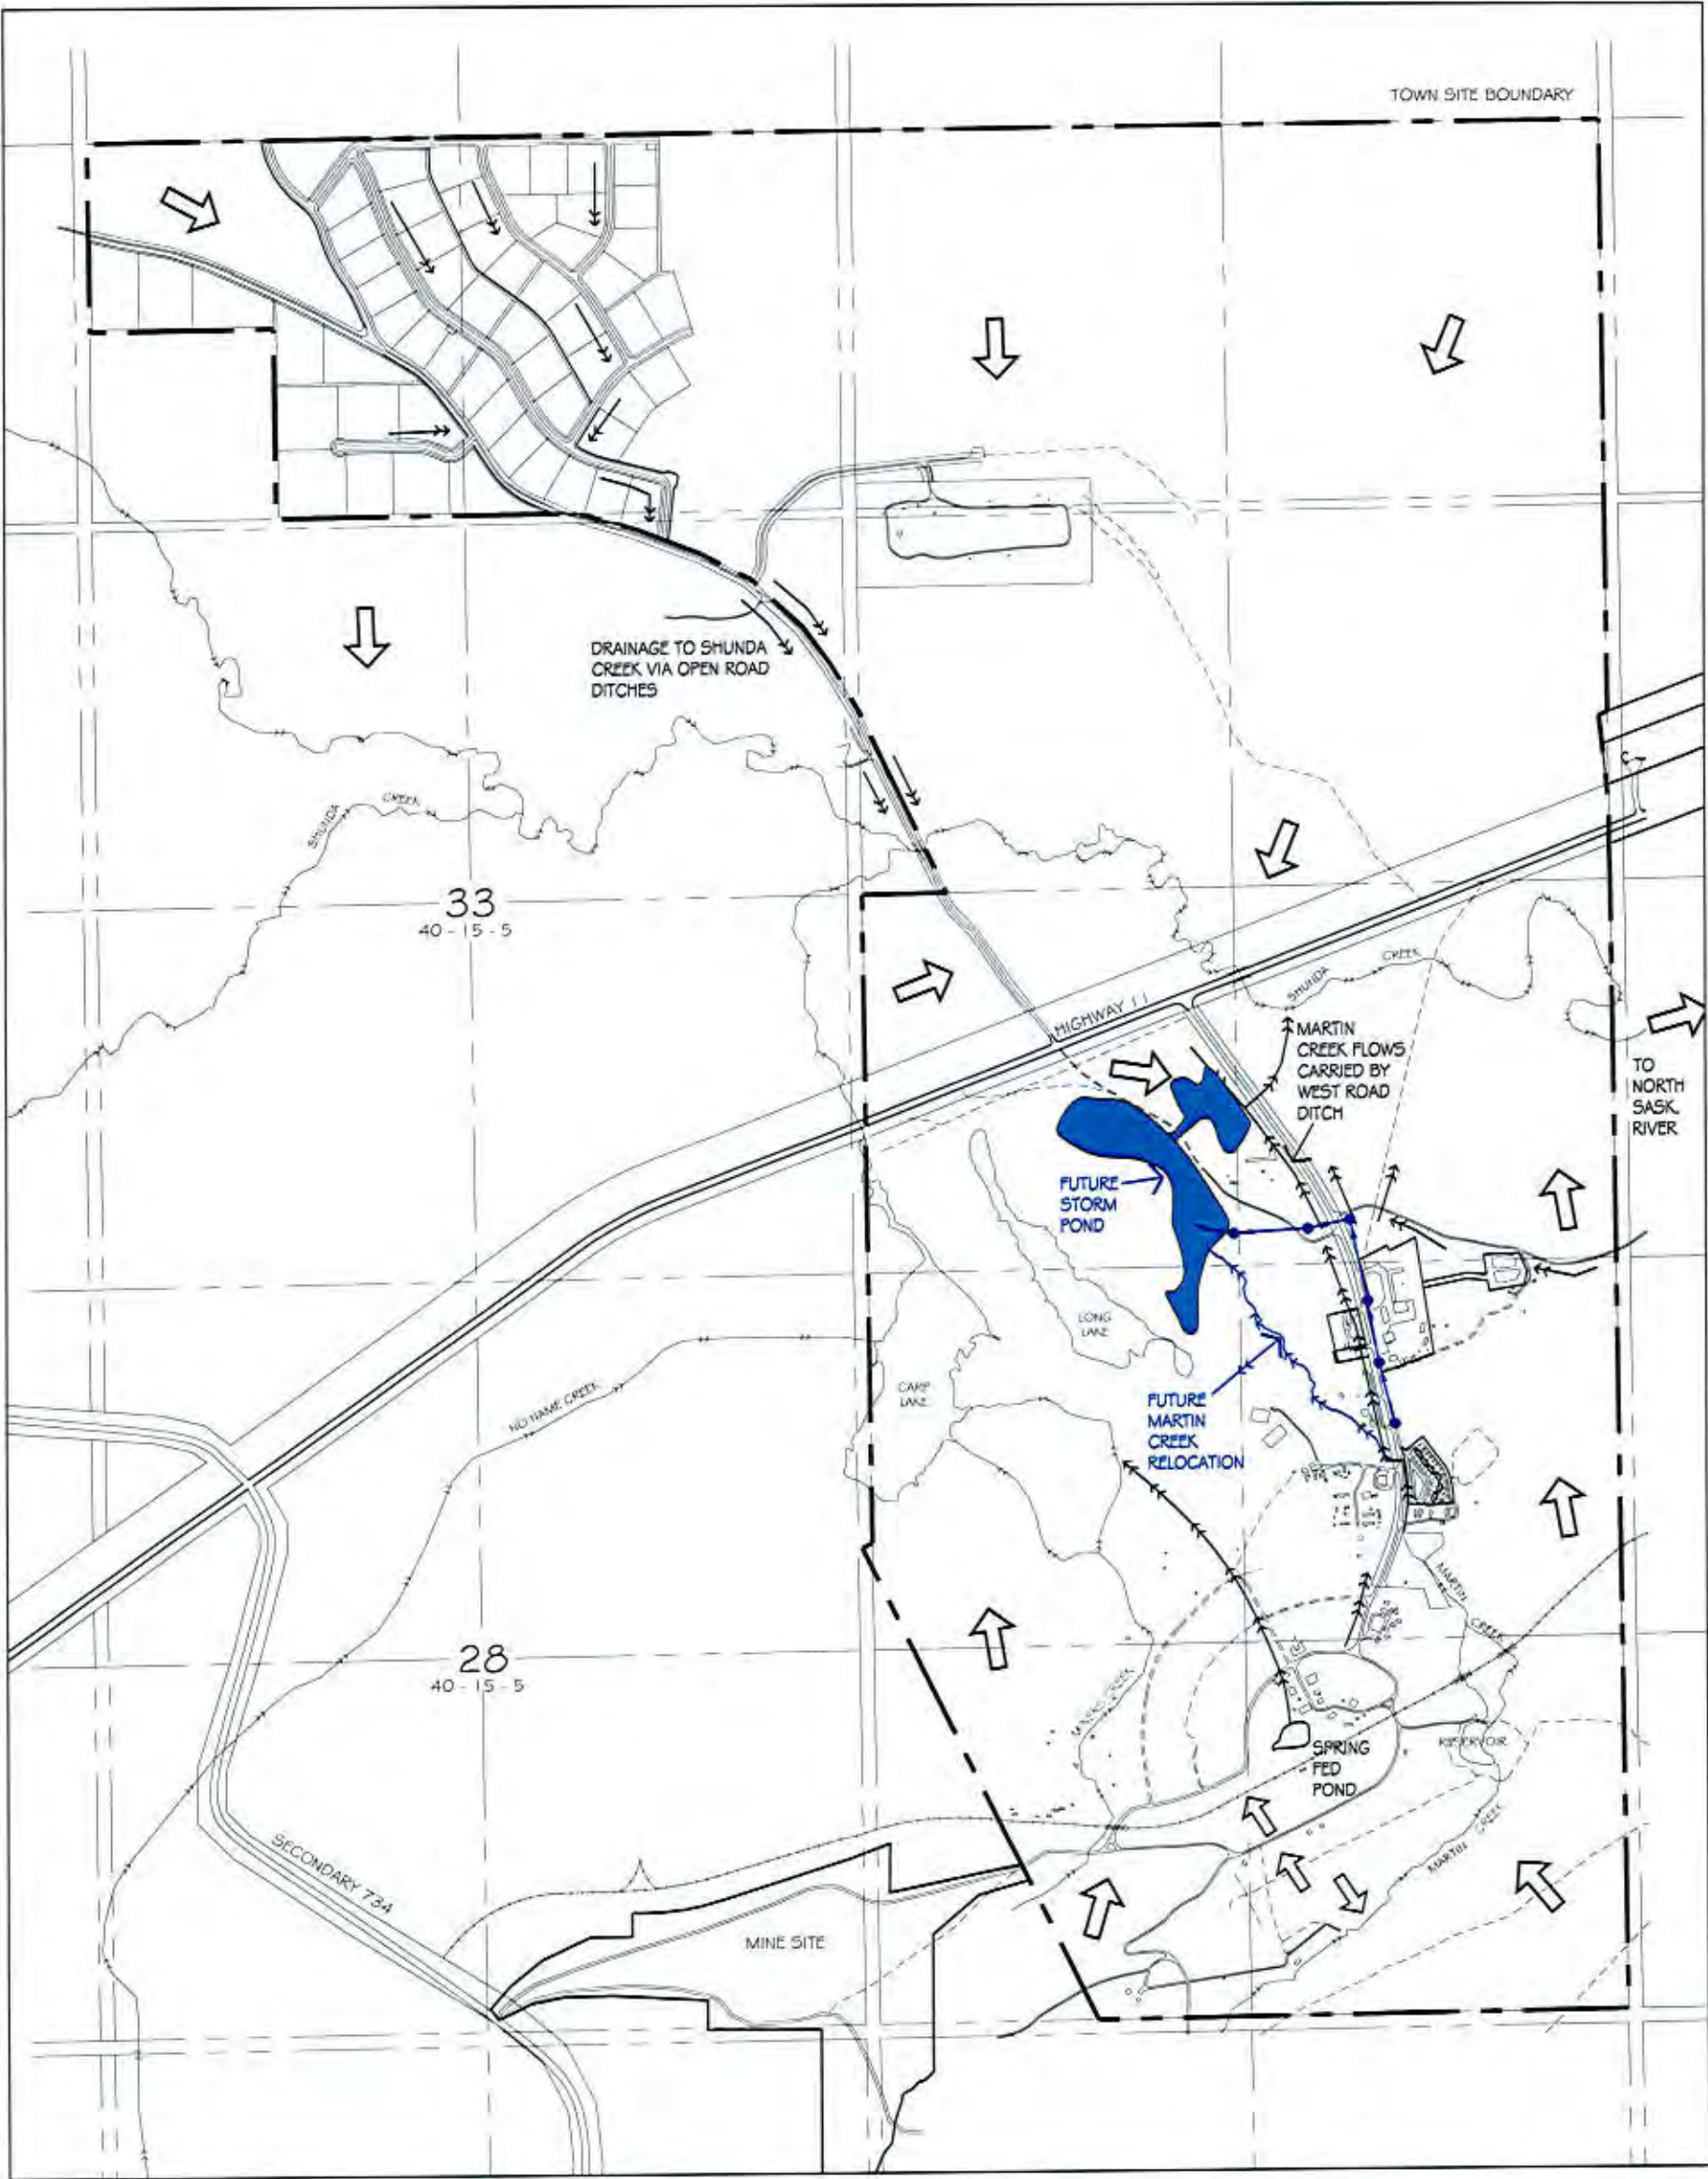 TOWN SITE BOUNDARY
DRAINAGE TO SHUNDA
CREEK VIA OPEN ROAD
DITCHES
SHUNDA
CREEK
33
40 - 15 - 5
HIGHWAY 11
SHUNDA
CREEK
MARTIN
CREEK FLOWS
CARRIED BY
WEST ROAD
DITCH
TO
NORTH
SASK.
RIVER
FUTURE
STORM
POND
LONG
LAKE
CARP
LAKE
NO NAME CREEK
FUTURE
MARTIN
CREEK
RELOCATION
MARTIN
CREEK
28
40 - 15 - 5
MINERS CREEK
RESERVOIR
SPRING
FED
POND
MARTIN CREEK
SECONDARY 734
MINE SITE